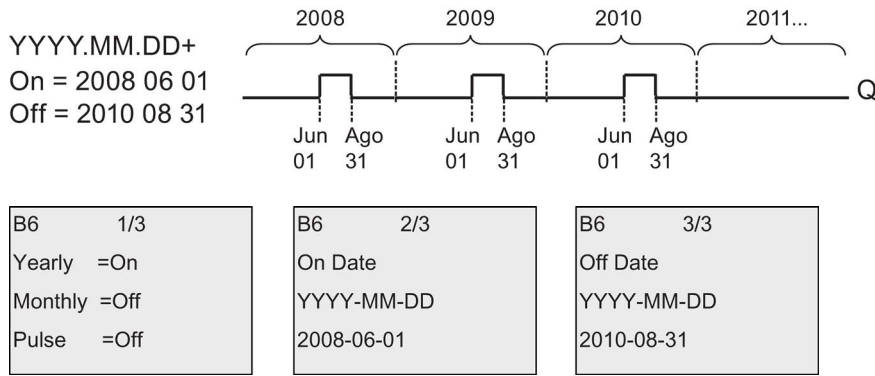 YYYY.MM.DD+
On = 2008 06 01
Off = 2010 08 31
2008 2009 2010 2011...
Q
Jun Ago Jun Ago Jun Ago
01 31 01 31 01 31
B6 1/3
Yearly =On
Monthly =Off
Pulse =Off
B6 2/3
On Date
YYYY-MM-DD
2008-06-01
B6 3/3
Off Date
YYYY-MM-DD
2010-08-31